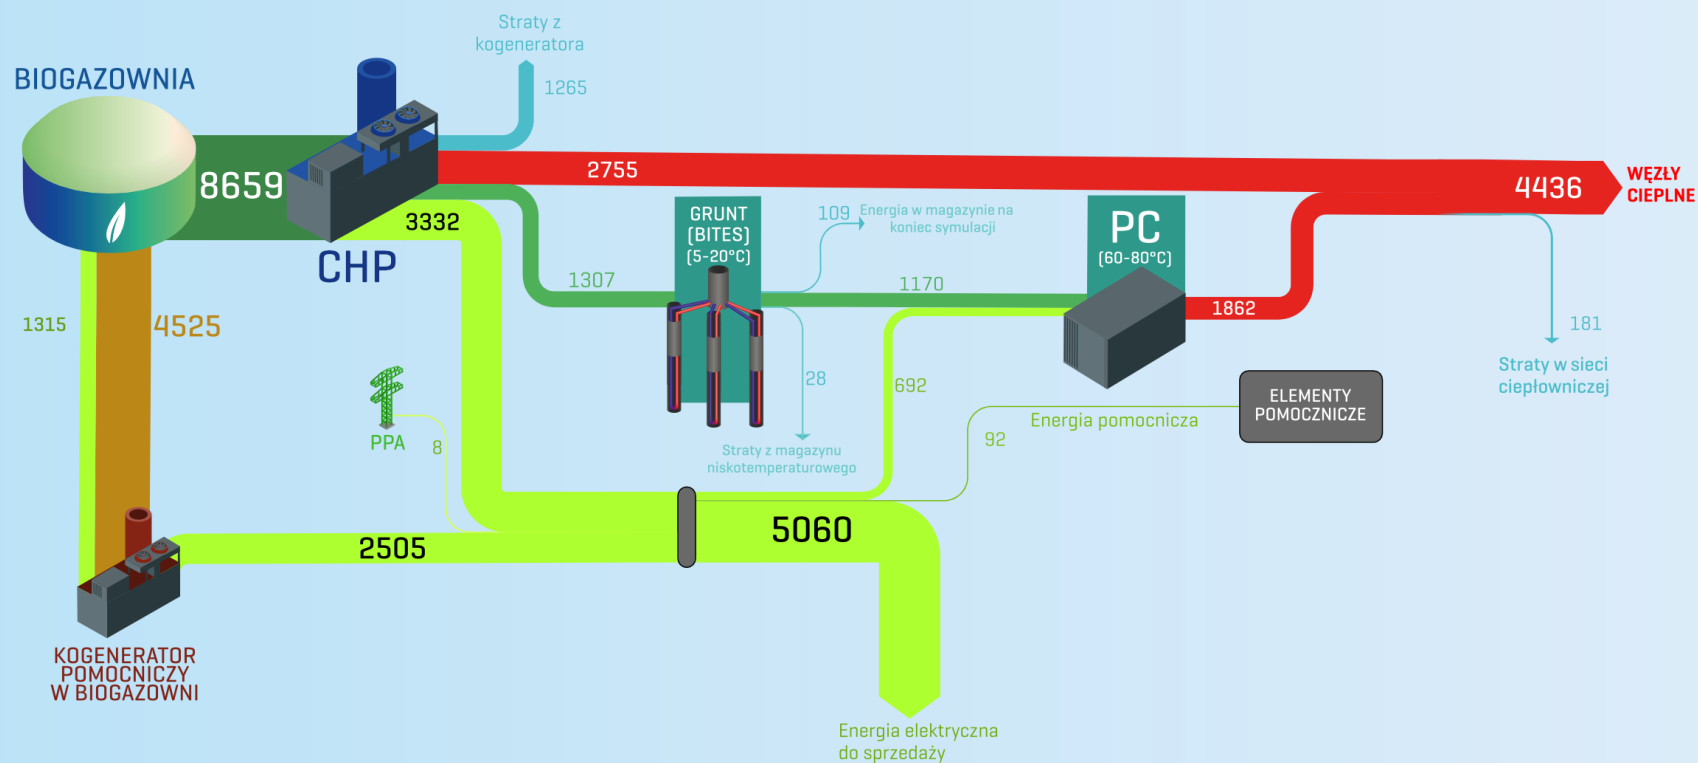 Straty z
kogeneratora
1265
BIOGAZOWNIA
8659
CHP
3332
2755
4436
WĘZŁY
CIEPLNE
GRUNT
(BITES)
(5-20°C)
109
Energia w magazynie na
koniec symulacji
PC
(60-80°C)
1307
1170
1862
1315
4525
28
692
181
Straty w sieci
ciepłowniczej
PPA
8
Straty z magazynu
niskotemperaturowego
92
Energia pomocnicza
ELEMENTY
POMOCNICZE
2505
5060
KOGENERATOR
POMOCNICZY
W BIOGAZOWNI
Energia elektryczna
do sprzedaży